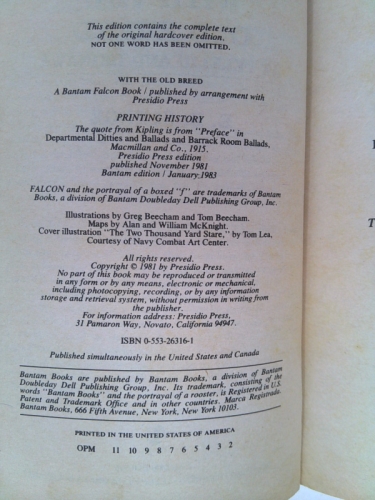 This edition contains the complete text
of the original hardcover edition.
NOT ONE WORD HAS BEEN OMITTED.
WITH THE OLD BREED
A Bantam Falcon Book / published by arrangement with
Presidio Press
PRINTING HISTORY
The quote from Kipling is from "Preface" in
Departmental Ditties and Ballads and Barrack Room Ballads,
Macmillan and Co., 1915.
Presidio Press edition
published November 1981
Bantam edition / January,1983
FALCON and the portrayal of a boxed "f" are trademarks of Bantam
Books, a division of Bantam Doubleday Dell Publishing Group, Inc.
Illustrations by Greg Beecham and Tom Beecham.
Maps by Alan and William McKnight.
Cover illustration "The Two Thousand Yard Stare," by Tom Lea,
Courtesy of Navy Combat Art Center.
All rights reserved.
Copyright © 1981 by Presidio Press.
No part of this book may be reproduced or transmitted
in any form or by any means, electronic or mechanical,
including photocopying, recording, or by any information
storage and retrieval system, without permission in writing from
the publisher.
For information address: Presidio Press,
31 Pamaron Way, Novato, California 94947.
ISBN 0-553-26316-1
Published simultaneously in the United States and Canada
Bantam Books are published by Bantam Books, a division of Bantam
Doubleday Dell Publishing Group, Inc. Its trademark, consisting of the
words "Bantam Books" and the portrayal of a rooster, is Registered in U.S.
Patent and Trademark Office and in other countries. Marca Registrada.
Bantam Books, 666 Fifth Avenue, New York, New York 10103.
PRINTED IN THE UNITED STATES OF AMERICA
OPM 11 10 9 8 7 6 5 4 3 2